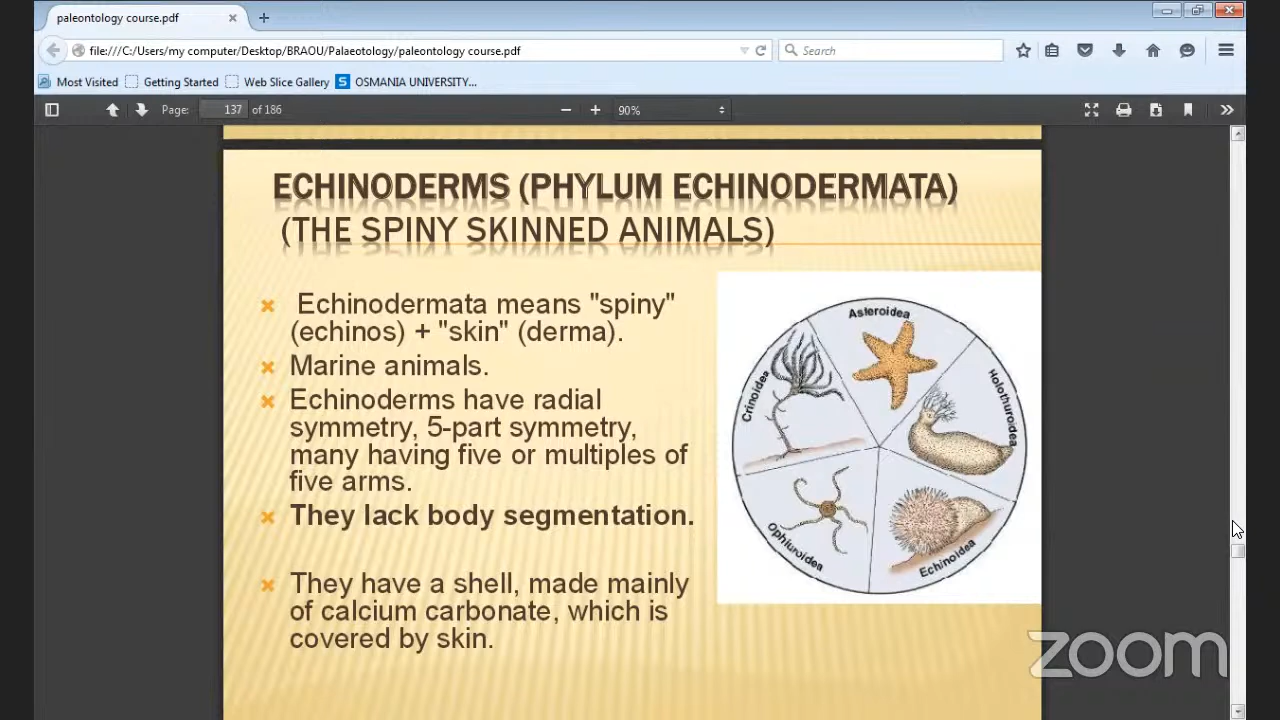 paleontology course.pdf
file:///C:/Users/my computer/Desktop/BRAOU/Palaeotology/paleontology course.pdf
Search
Most Visited
Getting Started
Web Slice Gallery
S
OSMANIA UNIVERSITY...
Page:
137
of 186
90%
ECHINODERMS (PHYLUM ECHINODERMATA)
(THE SPINY SKINNED ANIMALS)
Echinodermata means "spiny"
(echinos) + "skin" (derma).
Marine animals.
Echinoderms have radial
symmetry, 5-part symmetry,
many having five or multiples of
five arms.
They lack body segmentation.
They have a shell, made mainly
of calcium carbonate, which is
covered by skin.
Asteroidea
Crinoidea
Holothuroidea
Ophiuroidea
Echinoidea
zoom